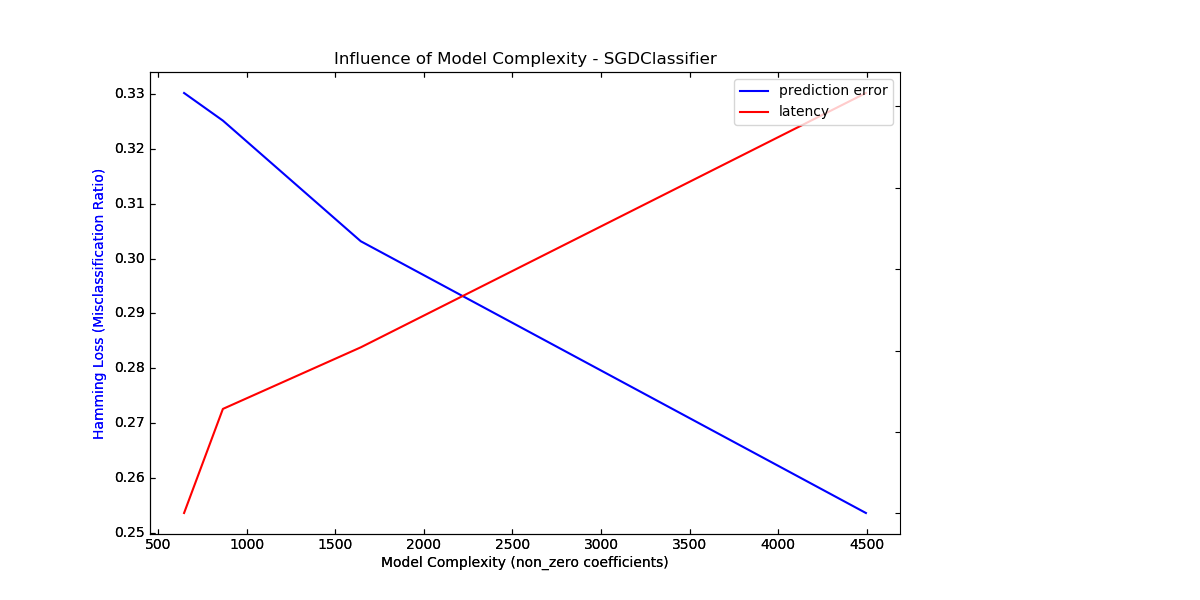 Influence of Model Complexity - SGDClassifier
prediction error
latency
Hamming Loss (Misclassification Ratio)
0.33
0.32
0.31
0.30
0.29
0.28
0.27
0.26
0.25
500 1000 1500 2000 2500 3000 3500 4000 4500
Model Complexity (non_zero coefficients)